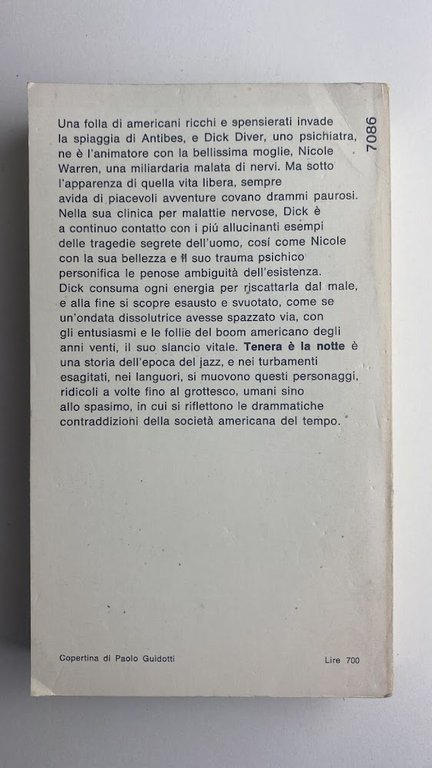 Una folla di americani ricchi e spensierati invade
la spiaggia di Antibes, e Dick Diver, uno psichiatra,
ne è l'animatore con la bellissima moglie, Nicole
Warren, una miliardaria malata di nervi. Ma sotto
l'apparenza di quella vita libera, sempre
avida di piacevoli avventure covano drammi paurosi.
Nella sua clinica per malattie nervose, Dick è
a continuo contatto con i piú allucinanti esempi
delle tragedie segrete dell'uomo, cosí come Nicole
con la sua bellezza e il suo trauma psichico
personifica le penose ambiguità dell'esistenza.
Dick consuma ogni energia per riscattarla dal male,
e alla fine si scopre esausto e svuotato, come se
un'ondata dissolutrice avesse spazzato via, con
gli entusiasmi e le follie del boom americano degli
anni venti, il suo slancio vitale. Tenera è la notte è
una storia dell'epoca del jazz, e nei turbamenti
esagitati, nei languori, si muovono questi personaggi,
ridicoli a volte fino al grottesco, umani sino
allo spasimo, in cui si riflettono le drammatiche
contraddizioni della società americana del tempo.
7086
Copertina di Paolo Guidotti
Lire 700